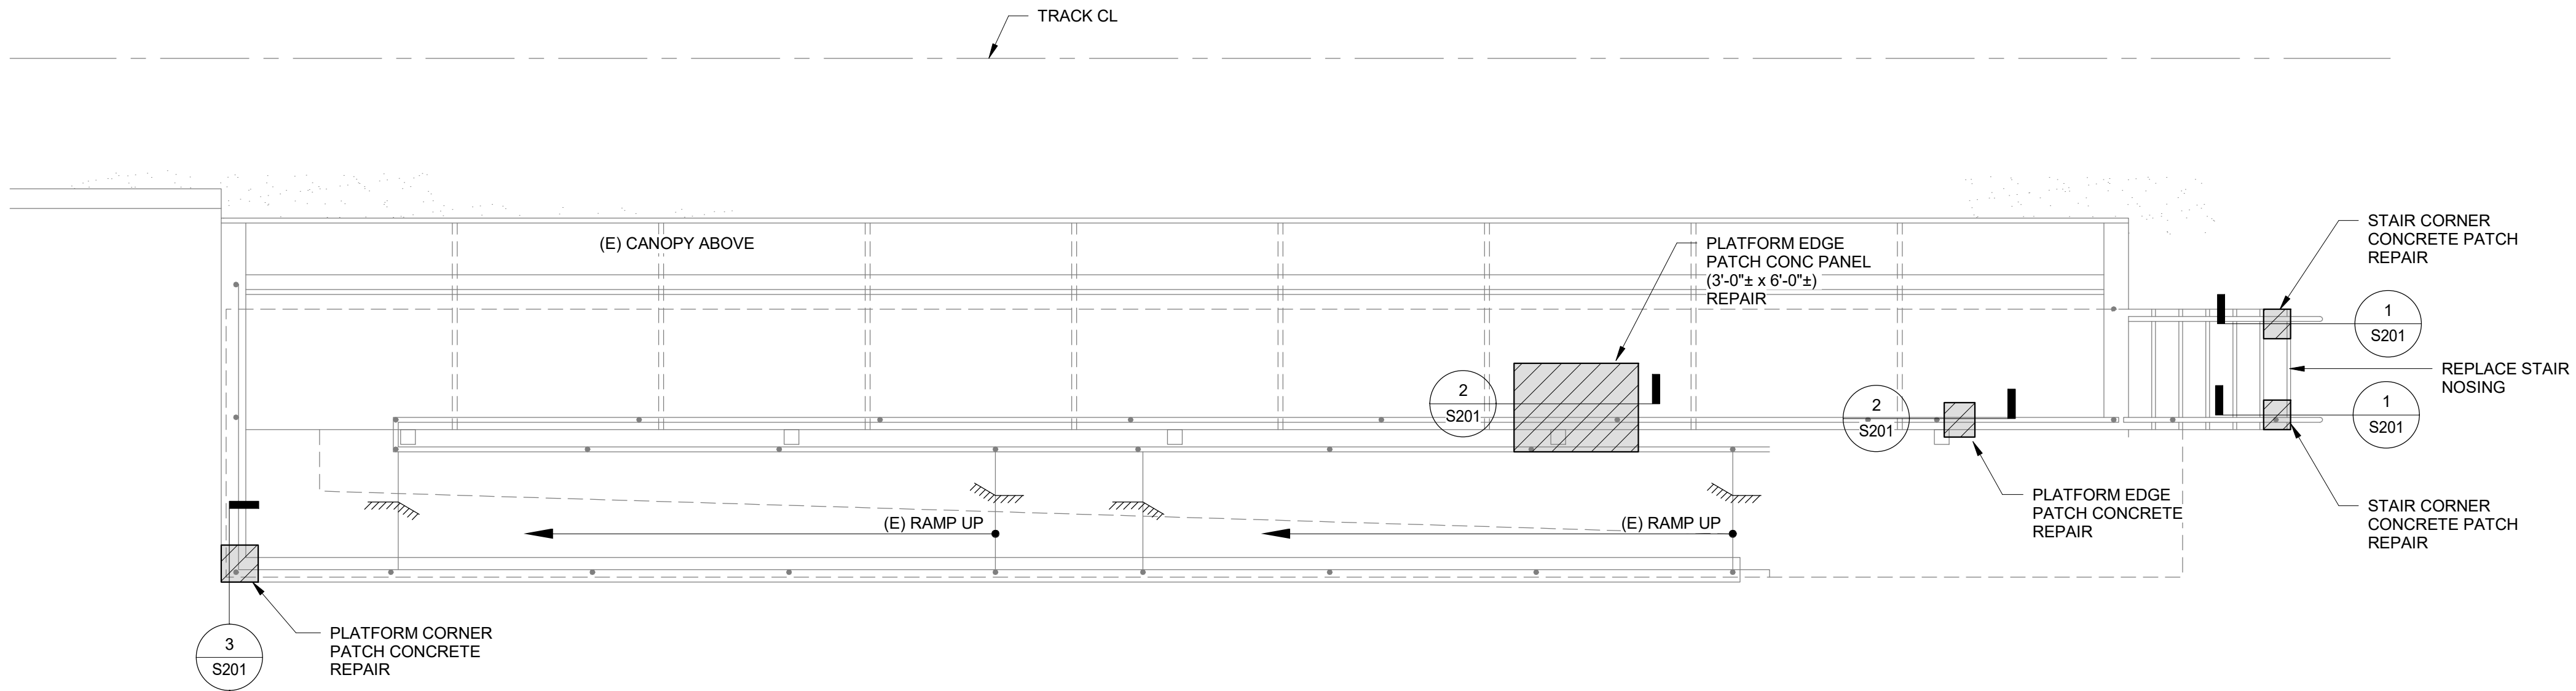 TRACK CL
STAIR CORNER
CONCRETE PATCH
REPAIR
(E) CANOPY ABOVE
PLATFORM EDGE
PATCH CONC PANEL
(3'-0"± x 6'-0"±)
REPAIR
1
S201
REPLACE STAIR
NOSING
2
S201
2
S201
1
S201
PLATFORM EDGE
PATCH CONCRETE
REPAIR
STAIR CORNER
CONCRETE PATCH
REPAIR
(E) RAMP UP
(E) RAMP UP
PLATFORM CORNER
PATCH CONCRETE
REPAIR
3
S201